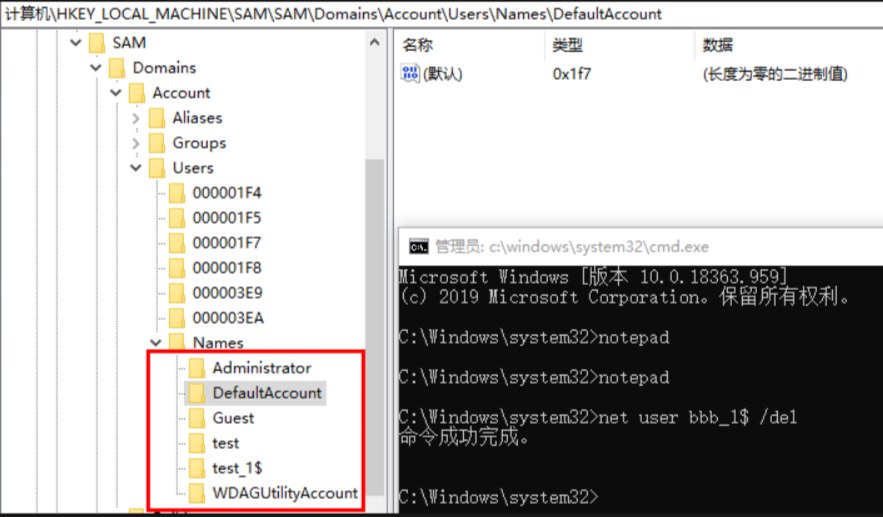 计算机\HKEY_LOCAL_MACHINE\SAM\SAM\Domains\Account\Users\Names\DefaultAccount
SAM
Domains
Account
Aliases
Groups
Users
000001F4
000001F5
000001F7
000001F8
000003E9
000003EA
Names
Administrator
DefaultAccount
Guest
test
test_1$
WDAGUtilityAccount
名称 类型 数据
(默认) 0x1f7 (长度为零的二进制值)
管理员: c:\windows\system32\cmd.exe
Microsoft Windows [版本 10.0.18363.959]
(c) 2019 Microsoft Corporation。保留所有权利。
C:\Windows\system32>notepad
C:\Windows\system32>notepad
C:\Windows\system32>net user bbb_1$ /del
命令成功完成。
C:\Windows\system32>